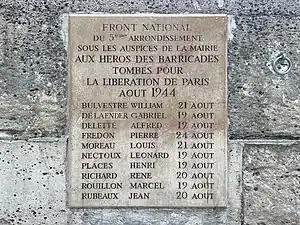 FRONT NATIONAL
DU 5ème ARRONDISSEMENT
SOUS LES AUSPICES DE LA MAIRIE
AUX HEROS DES BARRICADES
TOMBES POUR
LA LIBERATION DE PARIS
AOUT 1944
BULVESTRE WILLIAM 21 AOUT
DELAENDER GABRIEL 19 AOUT
DELETTE ALFRED 19 AOUT
FREDON PIERRE 24 AOUT
MOREAU LOUIS 21 AOUT
NECTOUX LEONARD 19 AOUT
PLACES HENRI 19 AOUT
RICHARD RENE 20 AOUT
ROUILLON MARCEL 19 AOUT
RUBEAUX JEAN 20 AOUT